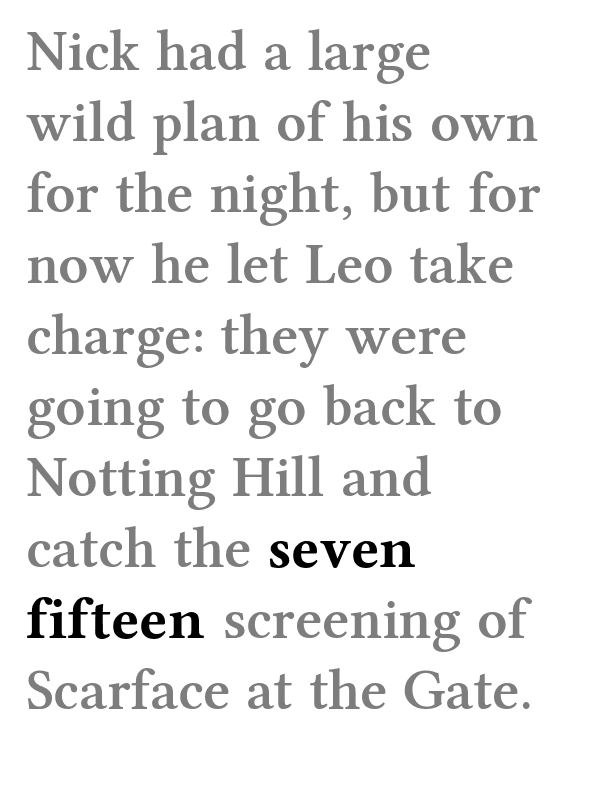 Nick had a large
wild plan of his own
for the night, but for
now he let Leo take
charge: they were
going to go back to
Notting Hill and
catch the seven
fifteen screening of
Scarface at the Gate.